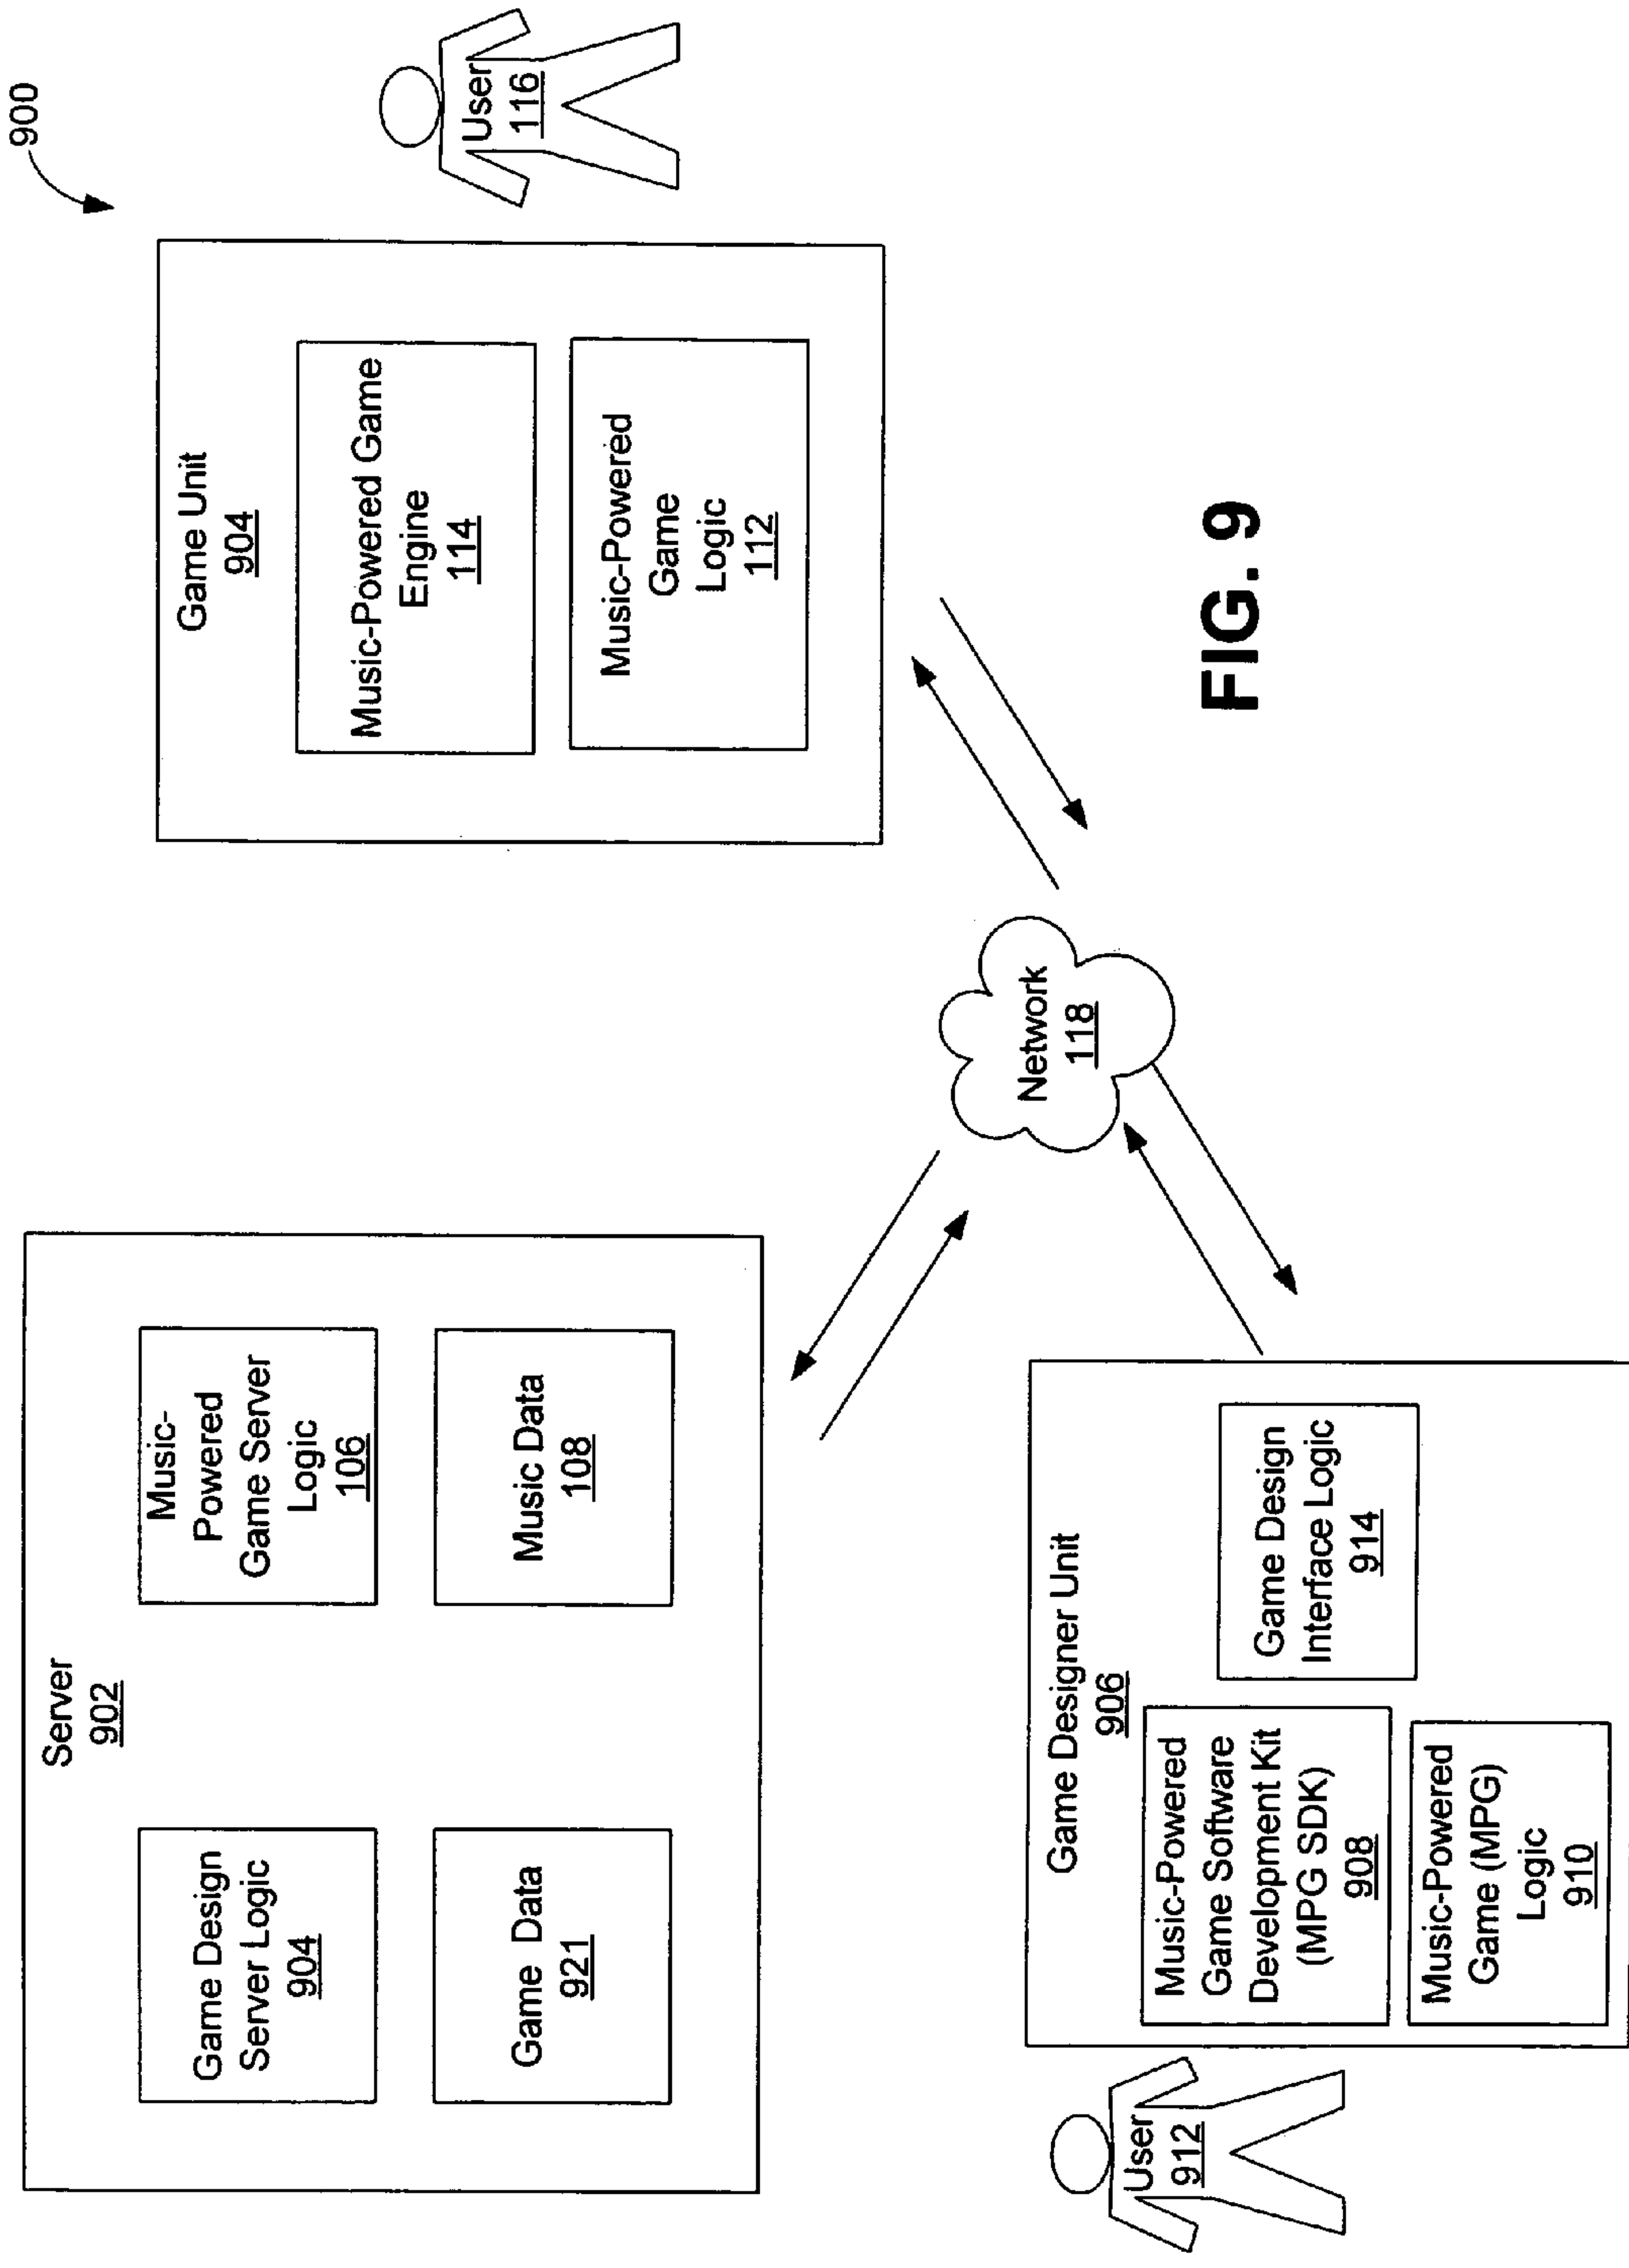 900
Server
902
Game Design
Server Logic
904
Music-
Powered
Game Server
Logic
106
Game Data
921
Music Data
108
Game Unit
904
Music-Powered Game
Engine
114
Music-Powered
Game
Logic
112
User
116
Network
118
User
912
Game Designer Unit
906
Music-Powered
Game Software
Development Kit
(MPG SDK)
908
Game Design
Interface Logic
914
Music-Powered
Game (MPG)
Logic
910
FIG. 9